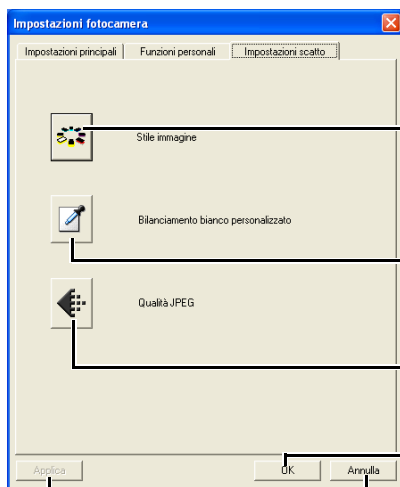 Impostazioni fotocamera
Impostazioni principali Funzioni personali Impostazioni scatto
Stile immagine
Bilanciamento bianco personalizzato
Qualità JPEG
Applica OK Annulla